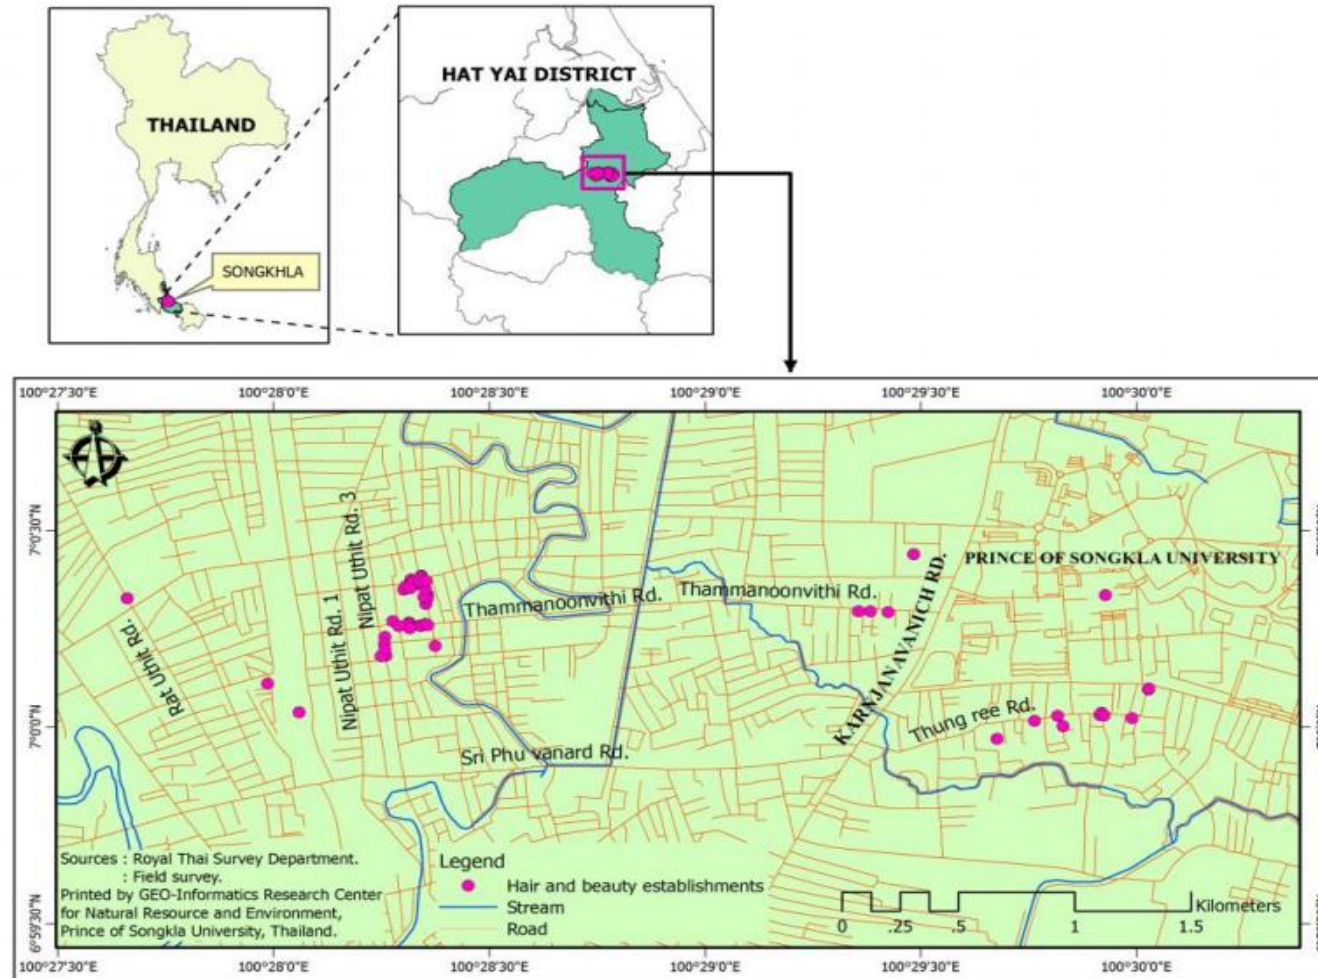 THAILAND
SONGKHLA
HAT YAI DISTRICT
100°27'30"E 100°28'0"E 100°28'30"E 100°29'0"E 100°29'30"E 100°30'0"E
7°0'30"N
7°0'0"N
6°59'30"N
Rat Uthit Rd.
Nipat Uthit Rd. 1
Nipat Uthit Rd. 3
Thammanoonvithi Rd.
Thammanoonvithi Rd.
KARNJANAVANICH RD.
PRINCE OF SONGKLA UNIVERSITY
Thung ree Rd.
Sri Phu vanard Rd.
Sources : Royal Thai Survey Department.
: Field survey.
Printed by GEO-Informatics Research Center
for Natural Resource and Environment,
Prince of Songkla University, Thailand.
Legend
Hair and beauty establishments
Stream
Road
Kilometers
0 .25 .5 1 1.5
100°27'30"E 100°28'0"E 100°28'30"E 100°29'0"E 100°29'30"E 100°30'0"E